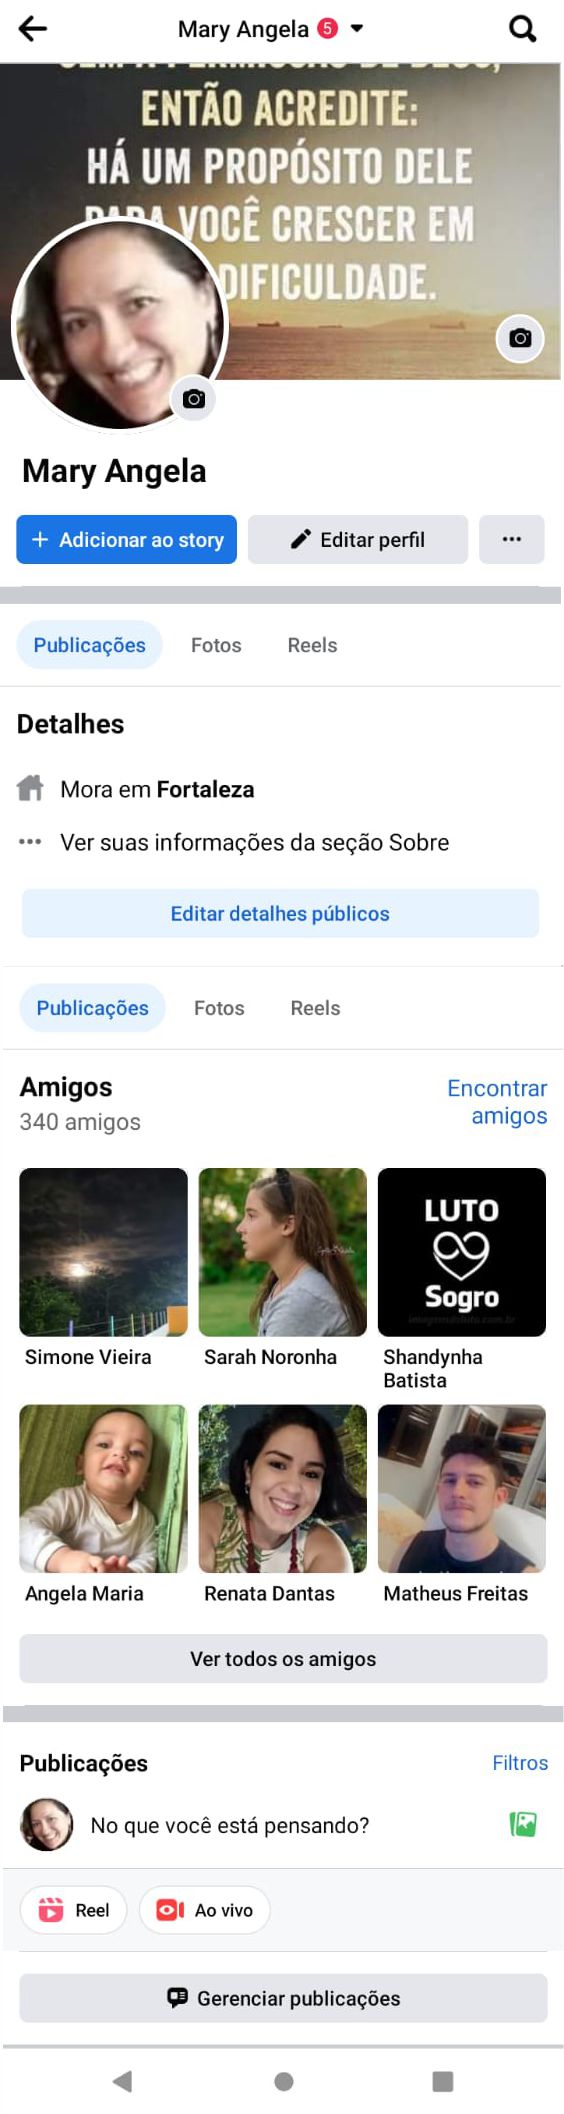 Mary Angela 5
ENTÃO ACREDITE:
HÁ UM PROPÓSITO DELE
PARA VOCÊ CRESCER EM
DIFICULDADE.
Mary Angela
+ Adicionar ao story
Editar perfil
Publicações Fotos Reels
Detalhes
Mora em Fortaleza
Ver suas informações da seção Sobre
Editar detalhes públicos
Publicações Fotos Reels
Amigos
Encontrar
amigos
340 amigos
LUTO
Sogro
Simone Vieira
Sarah Noronha
Shandynha
Batista
Angela Maria
Renata Dantas
Matheus Freitas
Ver todos os amigos
Publicações
Filtros
No que você está pensando?
Reel
Ao vivo
Gerenciar publicações